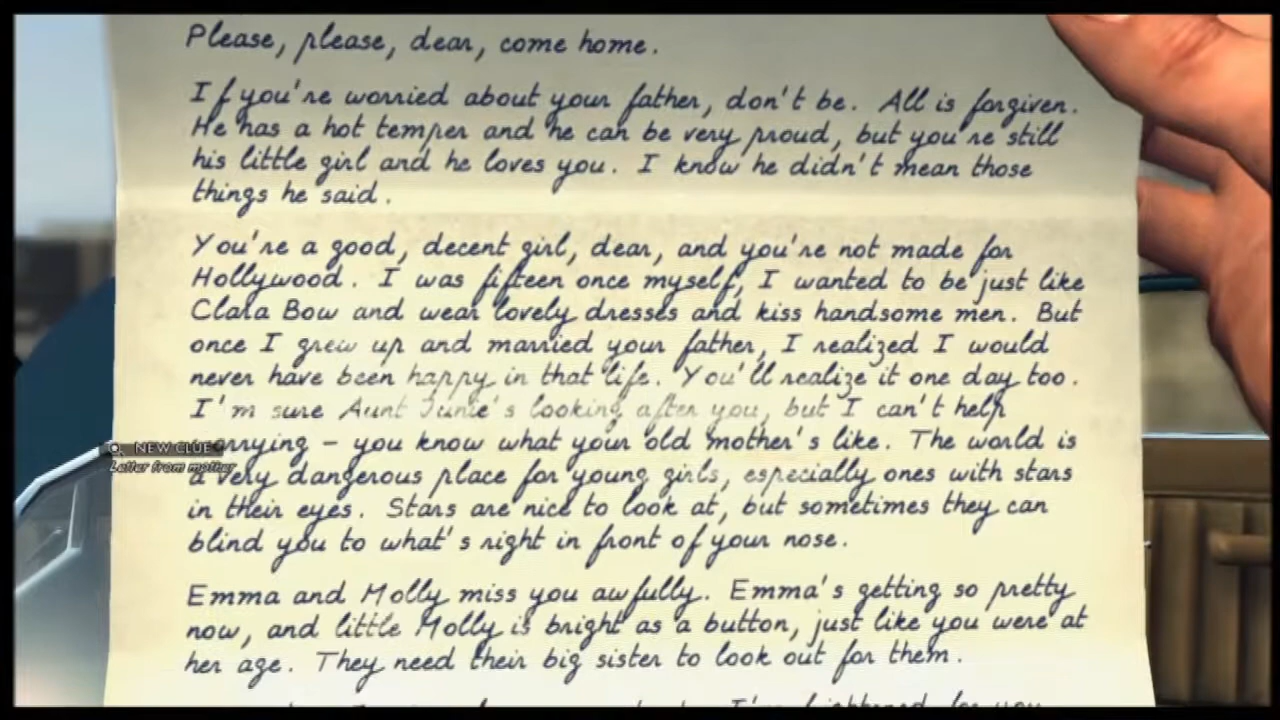 Please, please, dear, come home.
If you're worried about your father, don't be. All is forgiven.
He has a hot temper and he can be very proud, but you're still
his little girl and he loves you. I know he didn't mean those
things he said.
You're a good, decent girl, dear, and you're not made for
Hollywood. I was fifteen once myself, I wanted to be just like
Clara Bow and wear lovely dresses and kiss handsome men. But
once I grew up and married your father, I realized I would
never have been happy in that life. You'll realize it one day too.
I'm sure Aunt Junie's looking after you, but I can't help
worrying - you know what your old mother's like. The world is
a very dangerous place for young girls, especially ones with stars
in their eyes. Stars are nice to look at, but sometimes they can
blind you to what's right in front of your nose.
Emma and Molly miss you awfully. Emma's getting so pretty
now, and little Molly is bright as a button, just like you were at
her age. They need their big sister to look out for them.
I'm frightened for you
NEW CLUE
Letter from mother